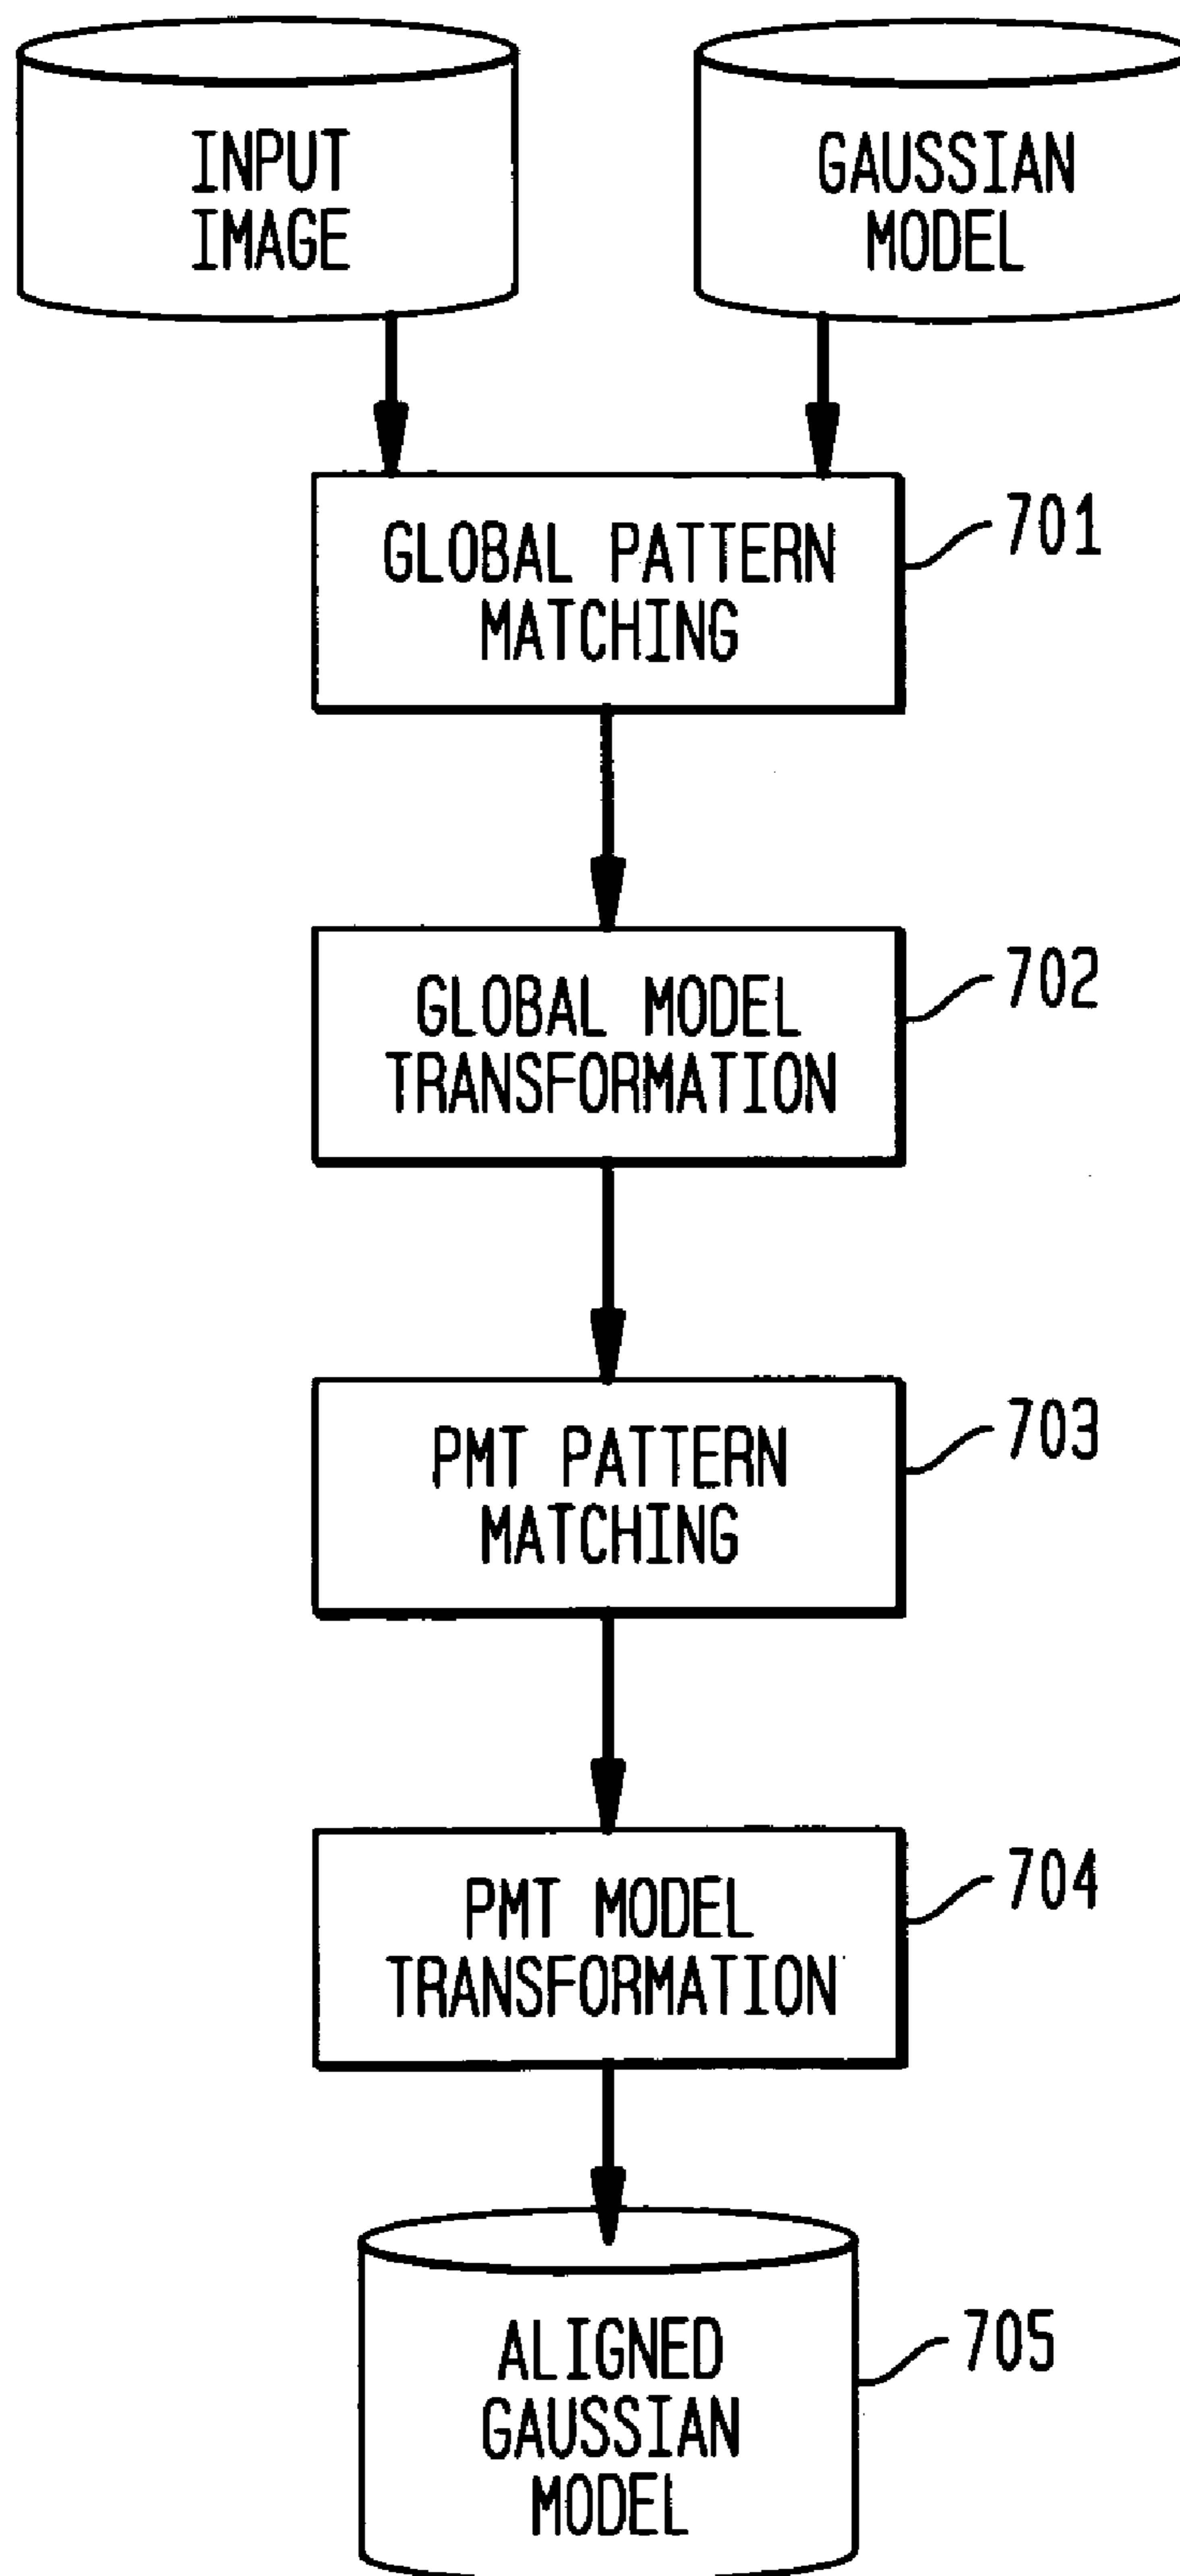 INPUT
IMAGE
GAUSSIAN
MODEL
GLOBAL PATTERN
MATCHING
701
GLOBAL MODEL
TRANSFORMATION
702
PMT PATTERN
MATCHING
703
PMT MODEL
TRANSFORMATION
704
ALIGNED
GAUSSIAN
MODEL
705